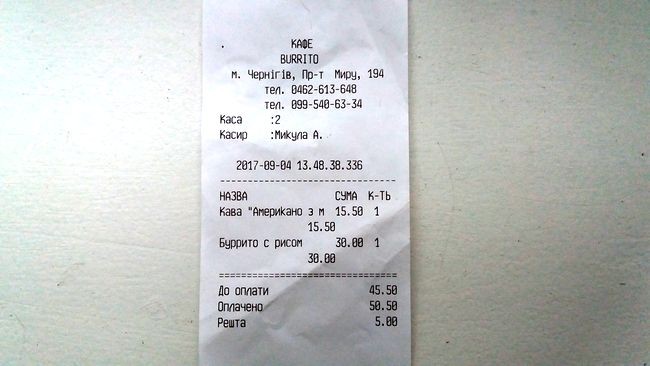 КАФЕ
BURRITO
м. Чернігів, Пр-т Миру, 194
тел. 0462-613-648
тел. 099-540-63-34
Каса :2
Касир :Микула А.
2017-09-04 13.48.38.336
НАЗВА СУМА К-ТЬ
Кава "Американо з м 15.50 1
15.50
Буррито с рисом 30.00 1
30.00
До оплати 45.50
Оплачено 50.50
Решта 5.00